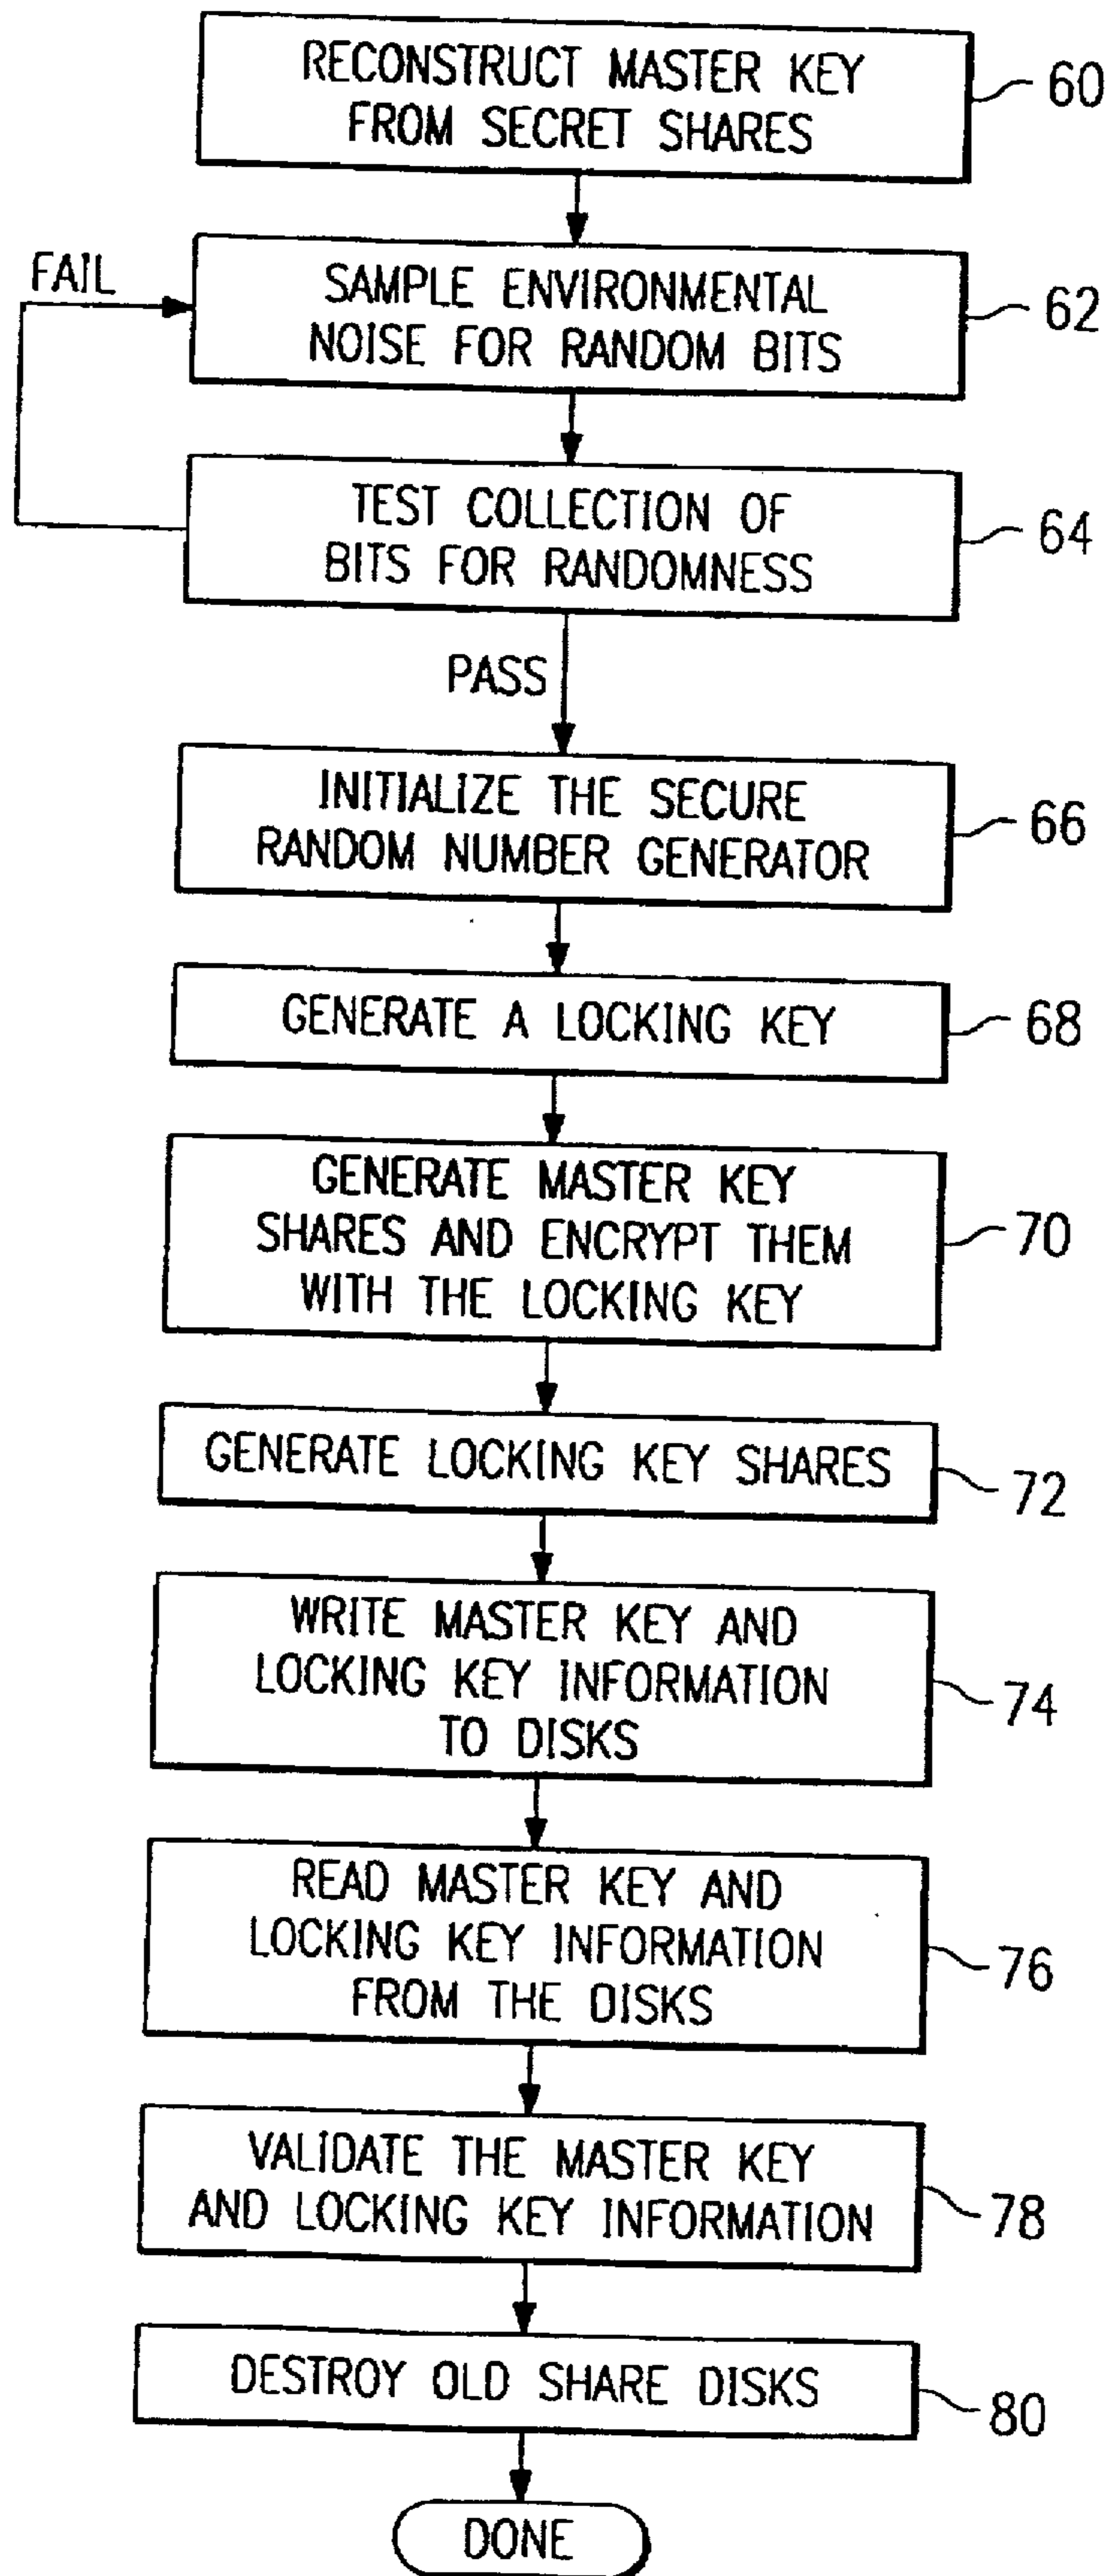 RECONSTRUCT MASTER KEY
FROM SECRET SHARES
60
FAIL
SAMPLE ENVIRONMENTAL
NOISE FOR RANDOM BITS
62
TEST COLLECTION OF
BITS FOR RANDOMNESS
64
PASS
INITIALIZE THE SECURE
RANDOM NUMBER GENERATOR
66
GENERATE A LOCKING KEY
68
GENERATE MASTER KEY
SHARES AND ENCRYPT THEM
WITH THE LOCKING KEY
70
GENERATE LOCKING KEY SHARES
72
WRITE MASTER KEY AND
LOCKING KEY INFORMATION
TO DISKS
74
READ MASTER KEY AND
LOCKING KEY INFORMATION
FROM THE DISKS
76
VALIDATE THE MASTER KEY
AND LOCKING KEY INFORMATION
78
DESTROY OLD SHARE DISKS
80
DONE